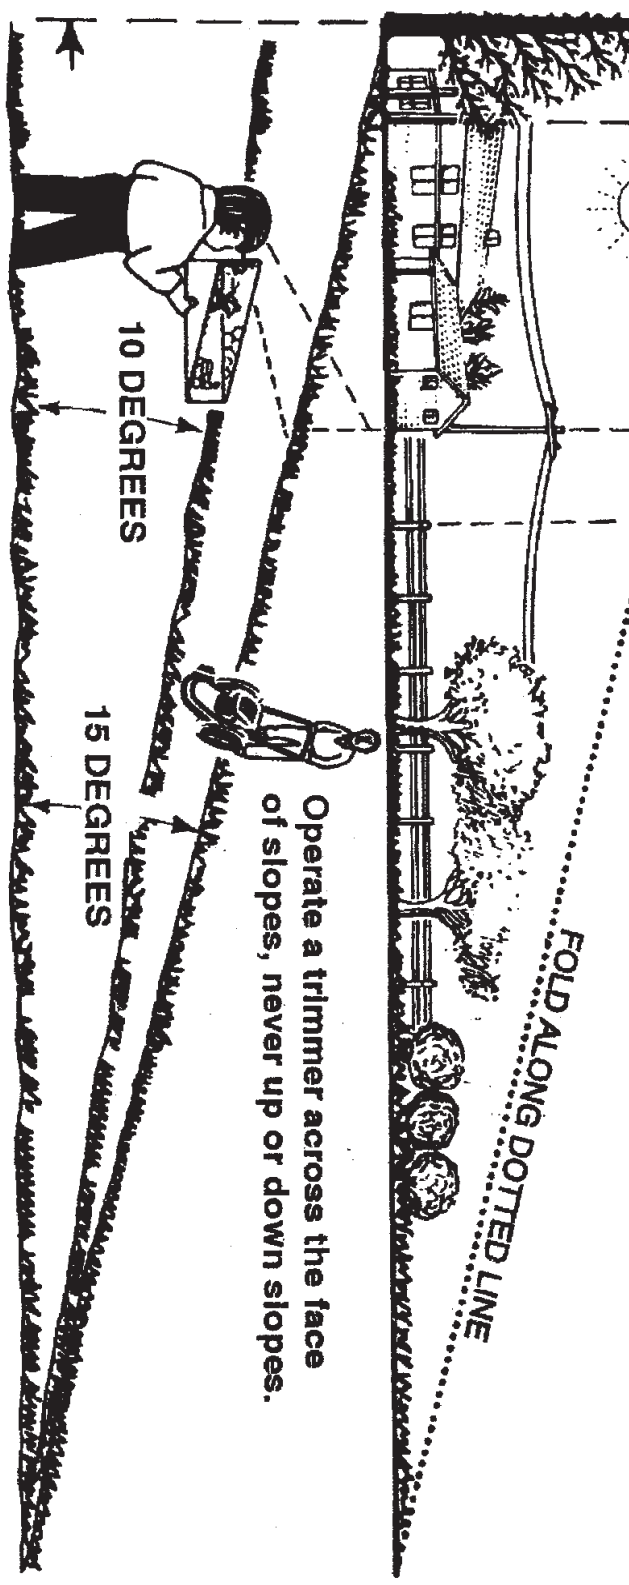 FOLD ALONG DOTTED LINE
Operate a trimmer across the face
of slopes, never up or down slopes.
10 DEGREES
15 DEGREES